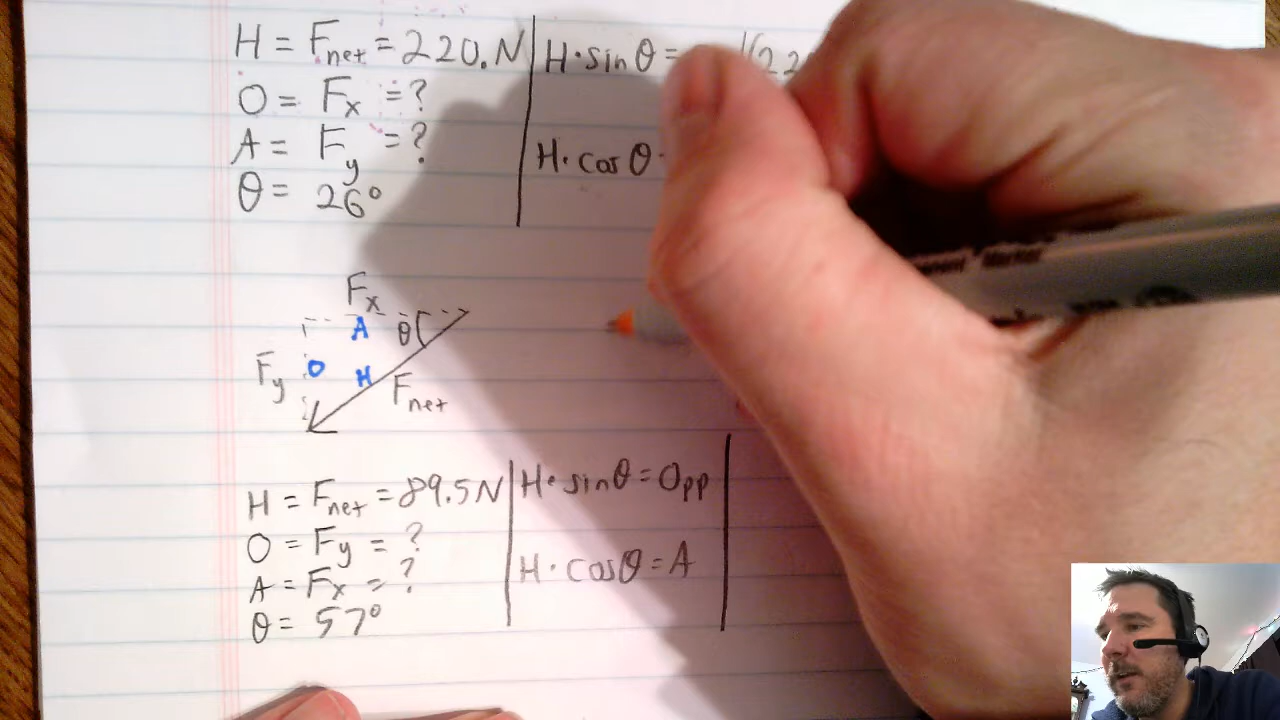 H = Fnet = 220. N
H · sin θ =
O = Fx = ?
A = Fy = ?
H · cos θ
θ = 26°
Fx
A θ
Fy O H Fnet
H = Fnet = 89.5 N
H · sin θ = Opp
O = Fy = ?
A = Fx = ?
H · cos θ = A
θ = 57°
Marker